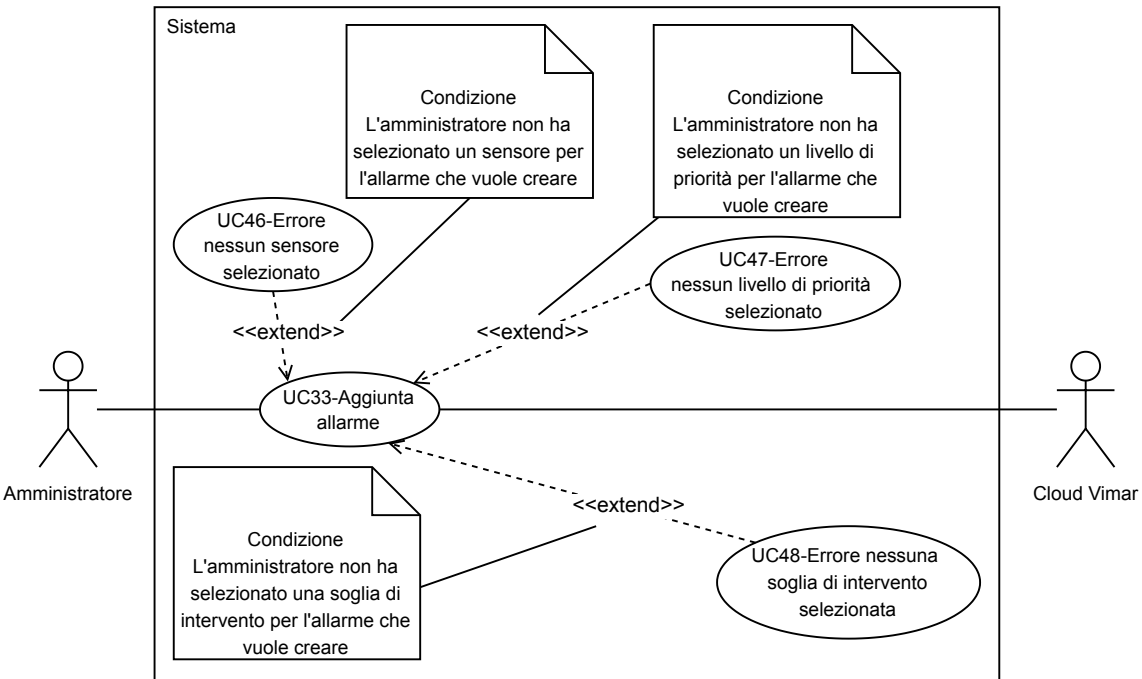 Sistema
Condizione
L'amministratore non ha
selezionato un sensore per
l'allarme che vuole creare
Condizione
L'amministratore non ha
selezionato un livello di
priorità per l'allarme che
vuole creare
UC46-Errore
nessun sensore
selezionato
UC47-Errore
nessun livello di priorità
selezionato
<<extend>>
<<extend>>
UC33-Aggiunta
allarme
Amministratore
Cloud Vimar
<<extend>>
Condizione
L'amministratore non ha
selezionato una soglia di
intervento per l'allarme che
vuole creare
UC48-Errore nessuna
soglia di intervento
selezionata